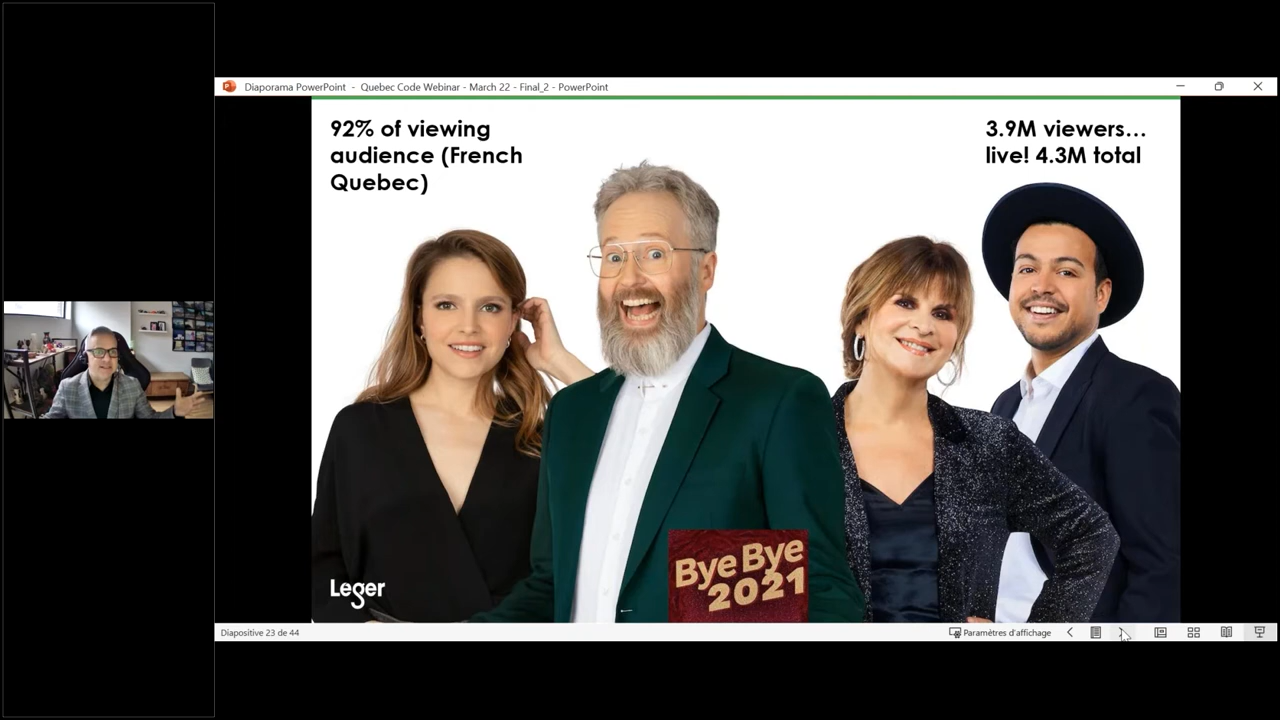 Diaporama PowerPoint - Quebec Code Webinar - March 22 - Final_2 - PowerPoint
92% of viewing
audience (French
Quebec)
3.9M viewers...
live! 4.3M total
Bye Bye
2021
Leger
Diapositive 23 de 44
Paramètres d'affichage